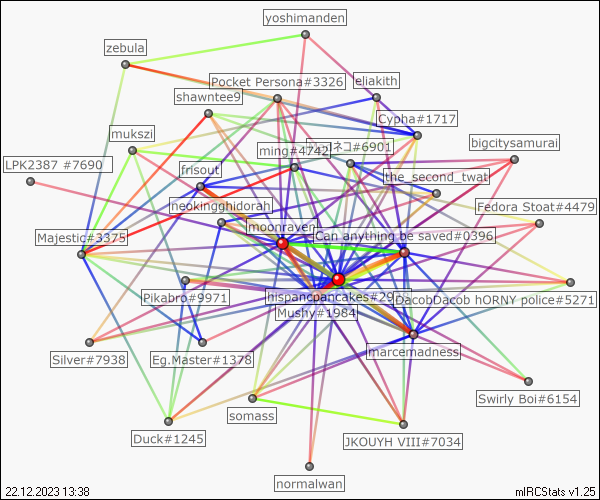 yoshimanden
zebula
Pocket Persona#3326
eliakith
shawntee9
Cypha#1717
mukszi
ming#4742
ネコ#6901
bigcitysamurai
LPK2387 #7690
frisout
the_second_twat
neokingghidorah
Fedora Stoat#4479
moonraven
Majestic#3375
Can anything be saved#0396
Pikabro#9971
DacobDacob hORNY police#5271
Mushy#1984
Silver#7938
Eg.Master#1378
marcemadness
Swirly Boi#6154
somass
Duck#1245
JKOUYH VIII#7034
normalwan
22.12.2023 13:38
mIRCStats v1.25